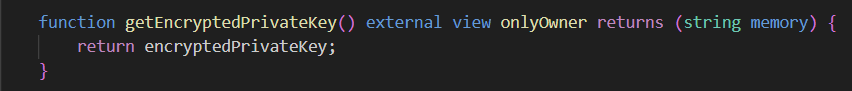 function getEncryptedPrivateKey() external view onlyOwner returns (string memory) {
    return encryptedPrivateKey;
}